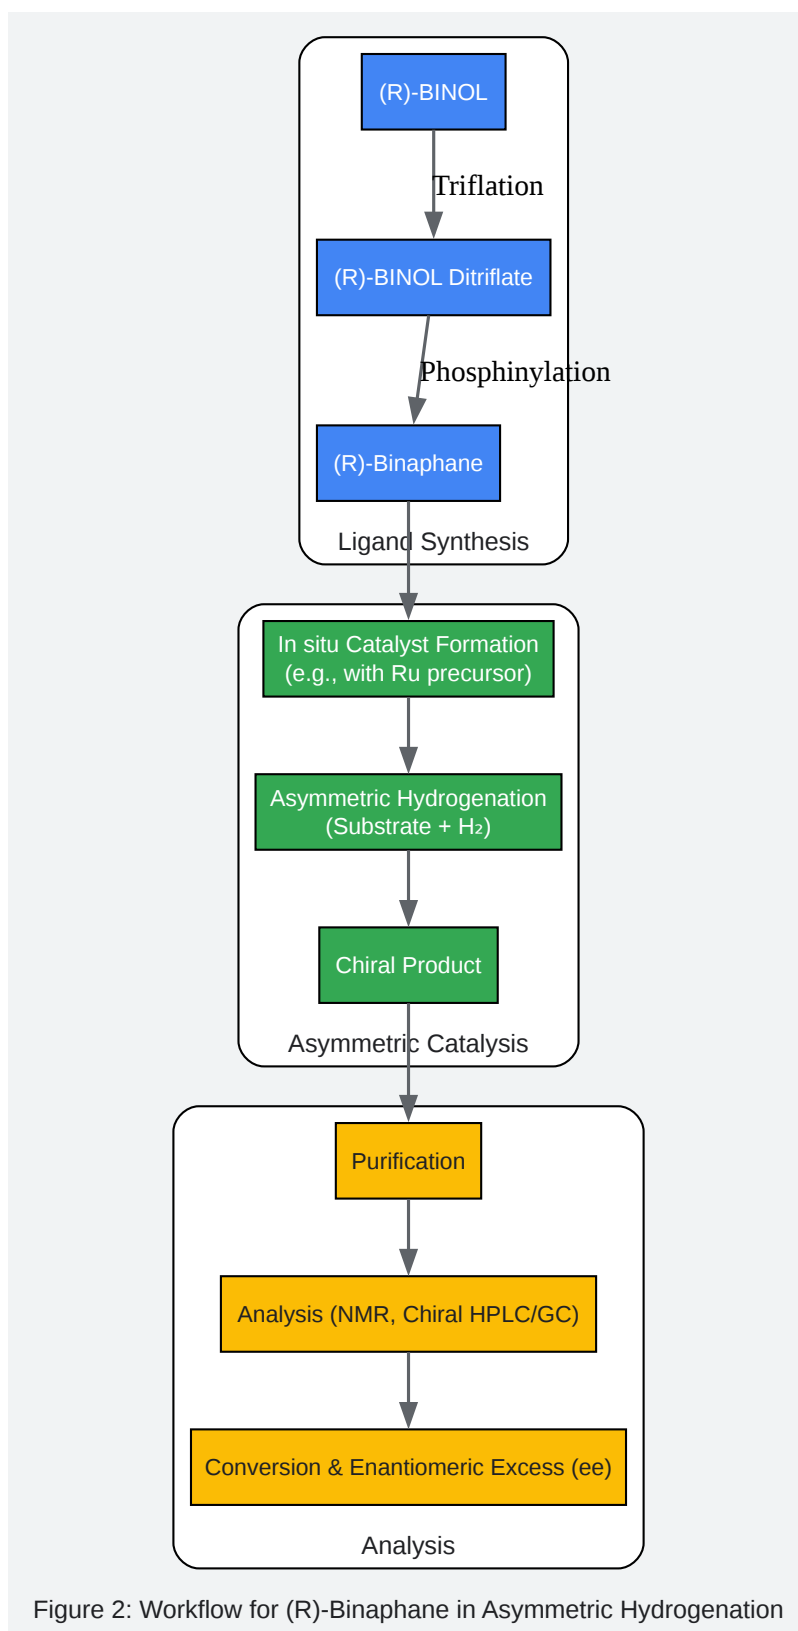 (R)-BINOL
Triflation
(R)-BINOL Ditriflate
Phosphinylation
(R)-Binaphane
Ligand Synthesis
In situ Catalyst Formation
(e.g., with Ru precursor)
Asymmetric Hydrogenation
(Substrate + H₂)
Chiral Product
Asymmetric Catalysis
Purification
Analysis (NMR, Chiral HPLC/GC)
Conversion & Enantiomeric Excess (ee)
Analysis
Figure 2: Workflow for (R)-Binaphane in Asymmetric Hydrogenation